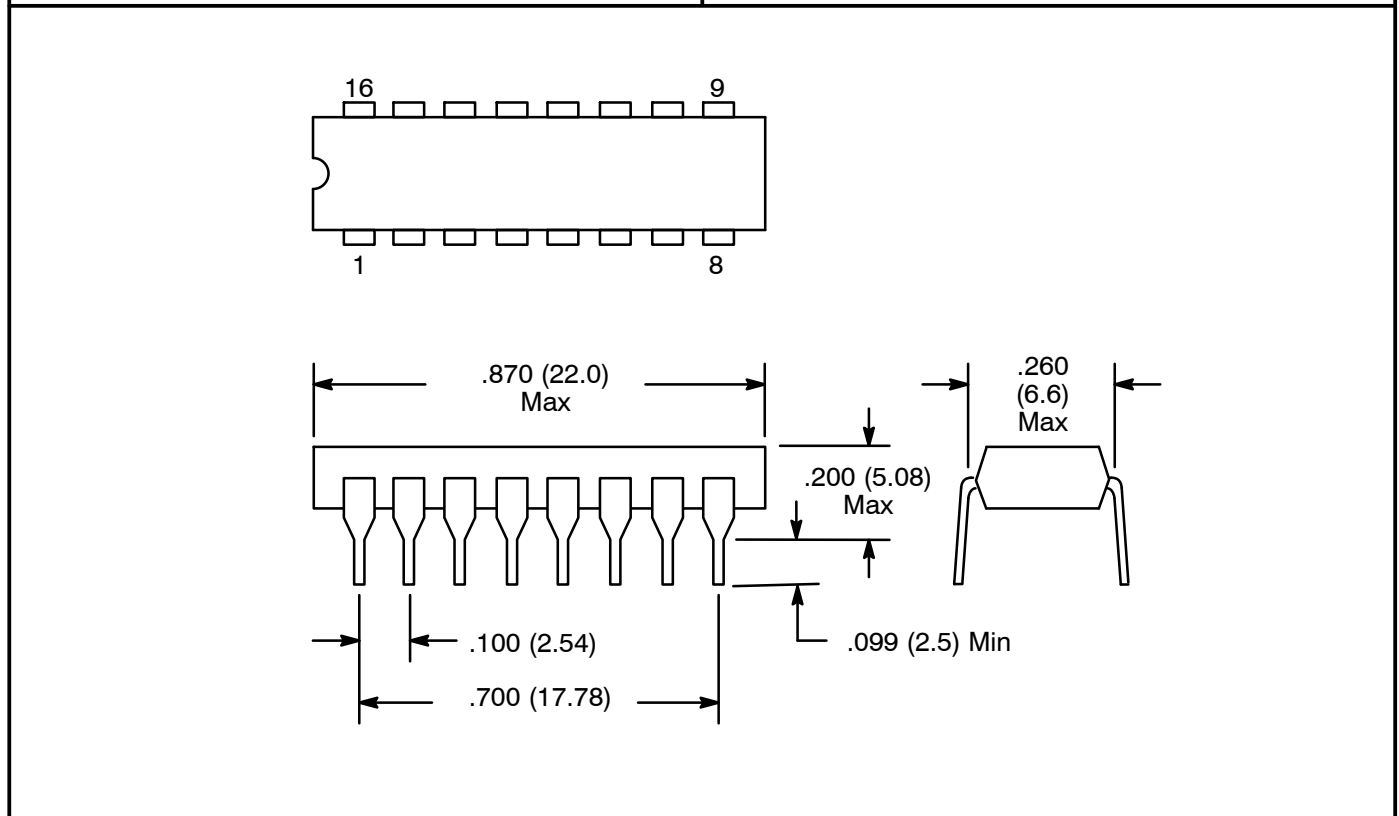 16
9
1
8
.870 (22.0)
Max
.260
(6.6)
Max
.200 (5.08)
Max
.100 (2.54)
.099 (2.5) Min
.700 (17.78)